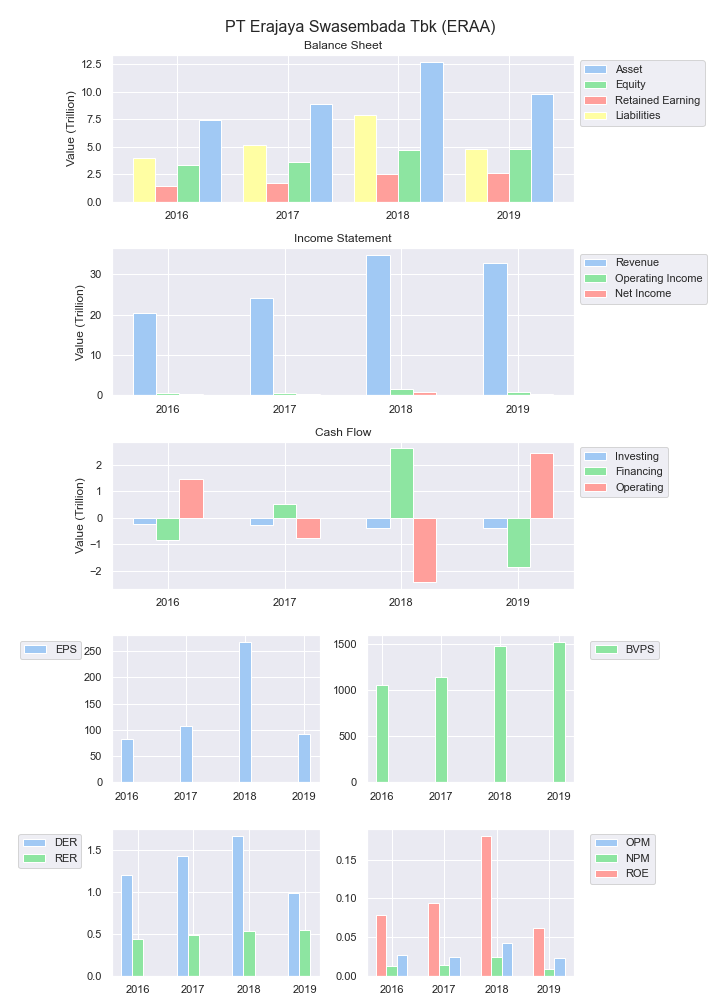 PT Erajaya Swasembada Tbk (ERAA)
Balance Sheet
Value (Trillion)
12.5
10.0
7.5
5.0
2.5
0.0
2016 2017 2018 2019
Asset
Equity
Retained Earning
Liabilities
Income Statement
Value (Trillion)
30
20
10
0
2016 2017 2018 2019
Revenue
Operating Income
Net Income
Cash Flow
Value (Trillion)
2
1
0
−1
−2
2016 2017 2018 2019
Investing
Financing
Operating
EPS
250
200
150
100
50
0
2016 2017 2018 2019
1500
1000
500
0
2016 2017 2018 2019
BVPS
DER
RER
1.5
1.0
0.5
0.0
2016 2017 2018 2019
0.15
0.10
0.05
0.00
2016 2017 2018 2019
OPM
NPM
ROE